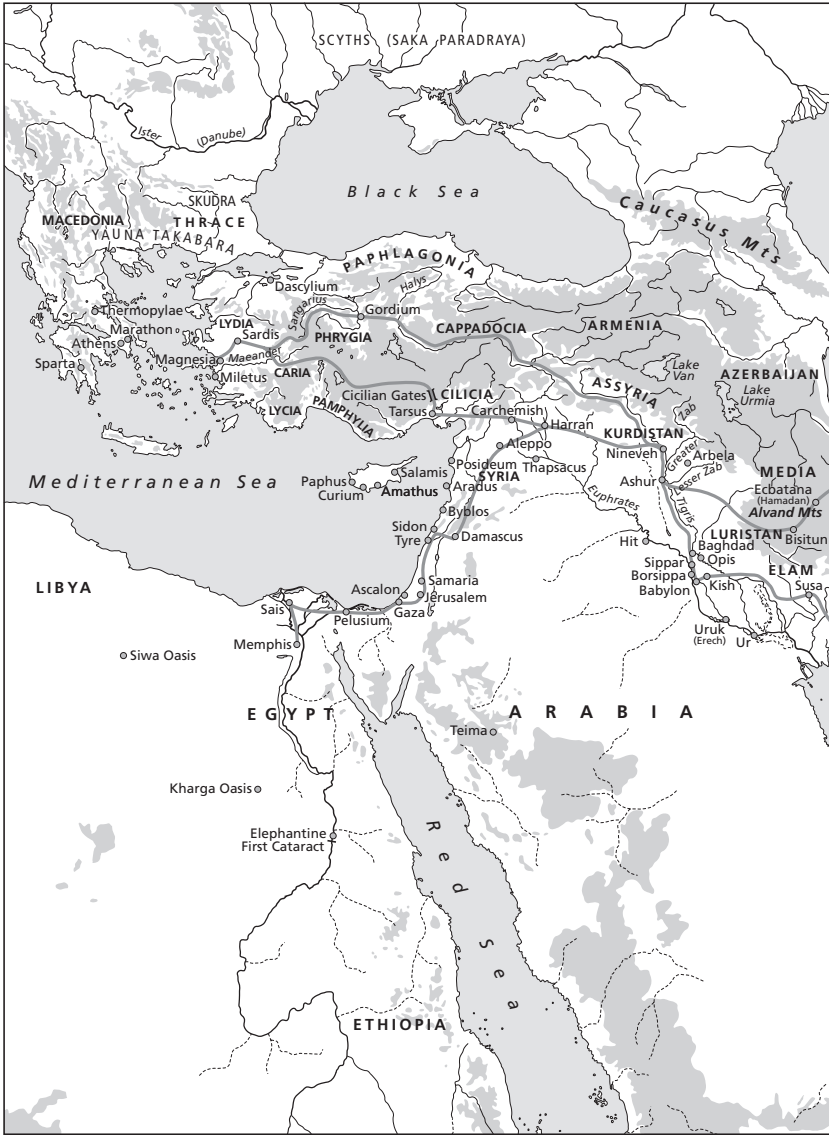 SCYTHS (SAKA PARADRAYA)
Ister
(Danube)
Black Sea
Caucasus Mts
SKUDRA
MACEDONIA
THRACE
YAUNA TAKABARA
PAPHLAGONIA
Dascylium
Halys
Sangarius
Gordium
Thermopylae
LYDIA
Marathon
Sardis
PHRYGIA
CAPPADOCIA
ARMENIA
Athens
Magnesia
Maeander
Sparta
Miletus
CARIA
ASSYRIA
Lake
Van
AZERBAIJAN
Lake
Urmia
LYCIA
PAMPHYLIA
Cicilian Gates
CILICIA
Tarsus
Carchemish
Harran
KURDISTAN
Greater
Zab
Nineveh
Arbela
Aleppo
Mediterranean Sea
Salamis
Posideum
Thapsacus
Lesser Zab
MEDIA
Paphus
Curium
Amathus
SYRIA
Aradus
Euphrates
Ashur
Tigris
Ecbatana
(Hamadan)
Alvand Mts
Byblos
Sidon
Tyre
Damascus
Hit
LURISTAN
Bisitun
Baghdad
Opis
Sippar
ELAM
LIBYA
Samaria
Ascalon
Jerusalem
Borsippa
Kish
Susa
Babylon
Sais
Pelusium
Gaza
Uruk
(Erech)
Ur
Memphis
Siwa Oasis
EGYPT
ARABIA
Teima
Kharga Oasis
Elephantine
First Cataract
Red Sea
ETHIOPIA